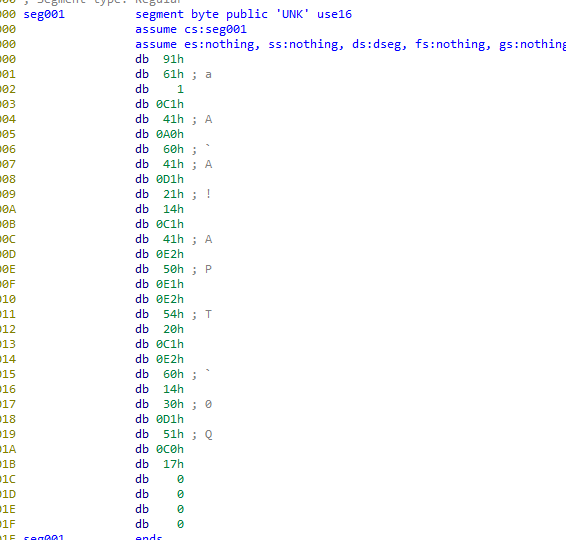 000 ; Segment type: Regular
000 seg001 segment byte public 'UNK' use16
000 assume cs:seg001
000 assume es:nothing, ss:nothing, ds:dseg, fs:nothing, gs:nothing
000 db 91h
001 db 61h ; a
002 db 1
003 db 0C1h
004 db 41h ; A
005 db 0A0h
006 db 60h ; `
007 db 41h ; A
008 db 0D1h
009 db 21h ; !
00A db 14h
00B db 0C1h
00C db 41h ; A
00D db 0E2h
00E db 50h ; P
00F db 0E1h
010 db 0E2h
011 db 54h ; T
012 db 20h
013 db 0C1h
014 db 0E2h
015 db 60h ; `
016 db 14h
017 db 30h ; 0
018 db 0D1h
019 db 51h ; Q
01A db 0C0h
01B db 17h
01C db 0
01D db 0
01E db 0
01F db 0
01F seg001 ends